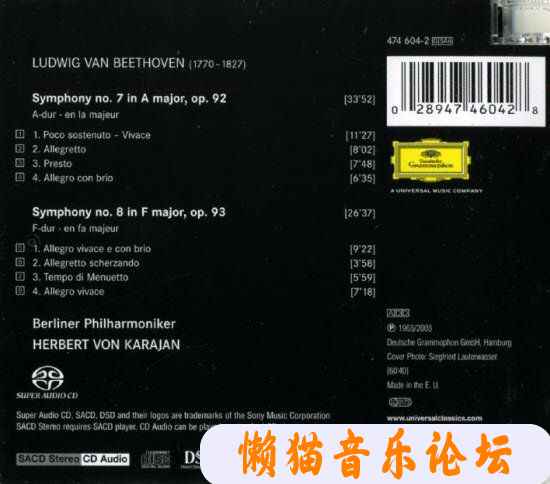 474 604-2 GSA
LUDWIG VAN BEETHOVEN (1770-1827)
Symphony no. 7 in A major, op. 92 [33'52]
A-dur - en la majeur
1. Poco sostenuto - Vivace [11'27]
2. Allegretto [8'02]
3. Presto [7'48]
4. Allegro con brio [6'35]
0 28947 46042 8
Deutsche
Grammophon
A UNIVERSAL MUSIC COMPANY
Symphony no. 8 in F major, op. 93 [26'37]
F-dur - en fa majeur
1. Allegro vivace e con brio [9'22]
2. Allegretto scherzando [3'58]
3. Tempo di Menuetto [5'59]
4. Allegro vivace [7'18]
Berliner Philharmoniker
HERBERT VON KARAJAN
ADD
Deutsche Grammophon GmbH, Hamburg
Cover Photo: Siegfried Lauterwasser
[60'40]
Made in the E. U.
SUPER AUDIO CD
Super Audio CD, SACD, DSD and their logos are trademarks of the Sony Music Corporation
www.universalclassics.com
SACD Stereo requires SACD player. CD Audio can be
SACD Stereo CD Audio
懒猫音乐论坛